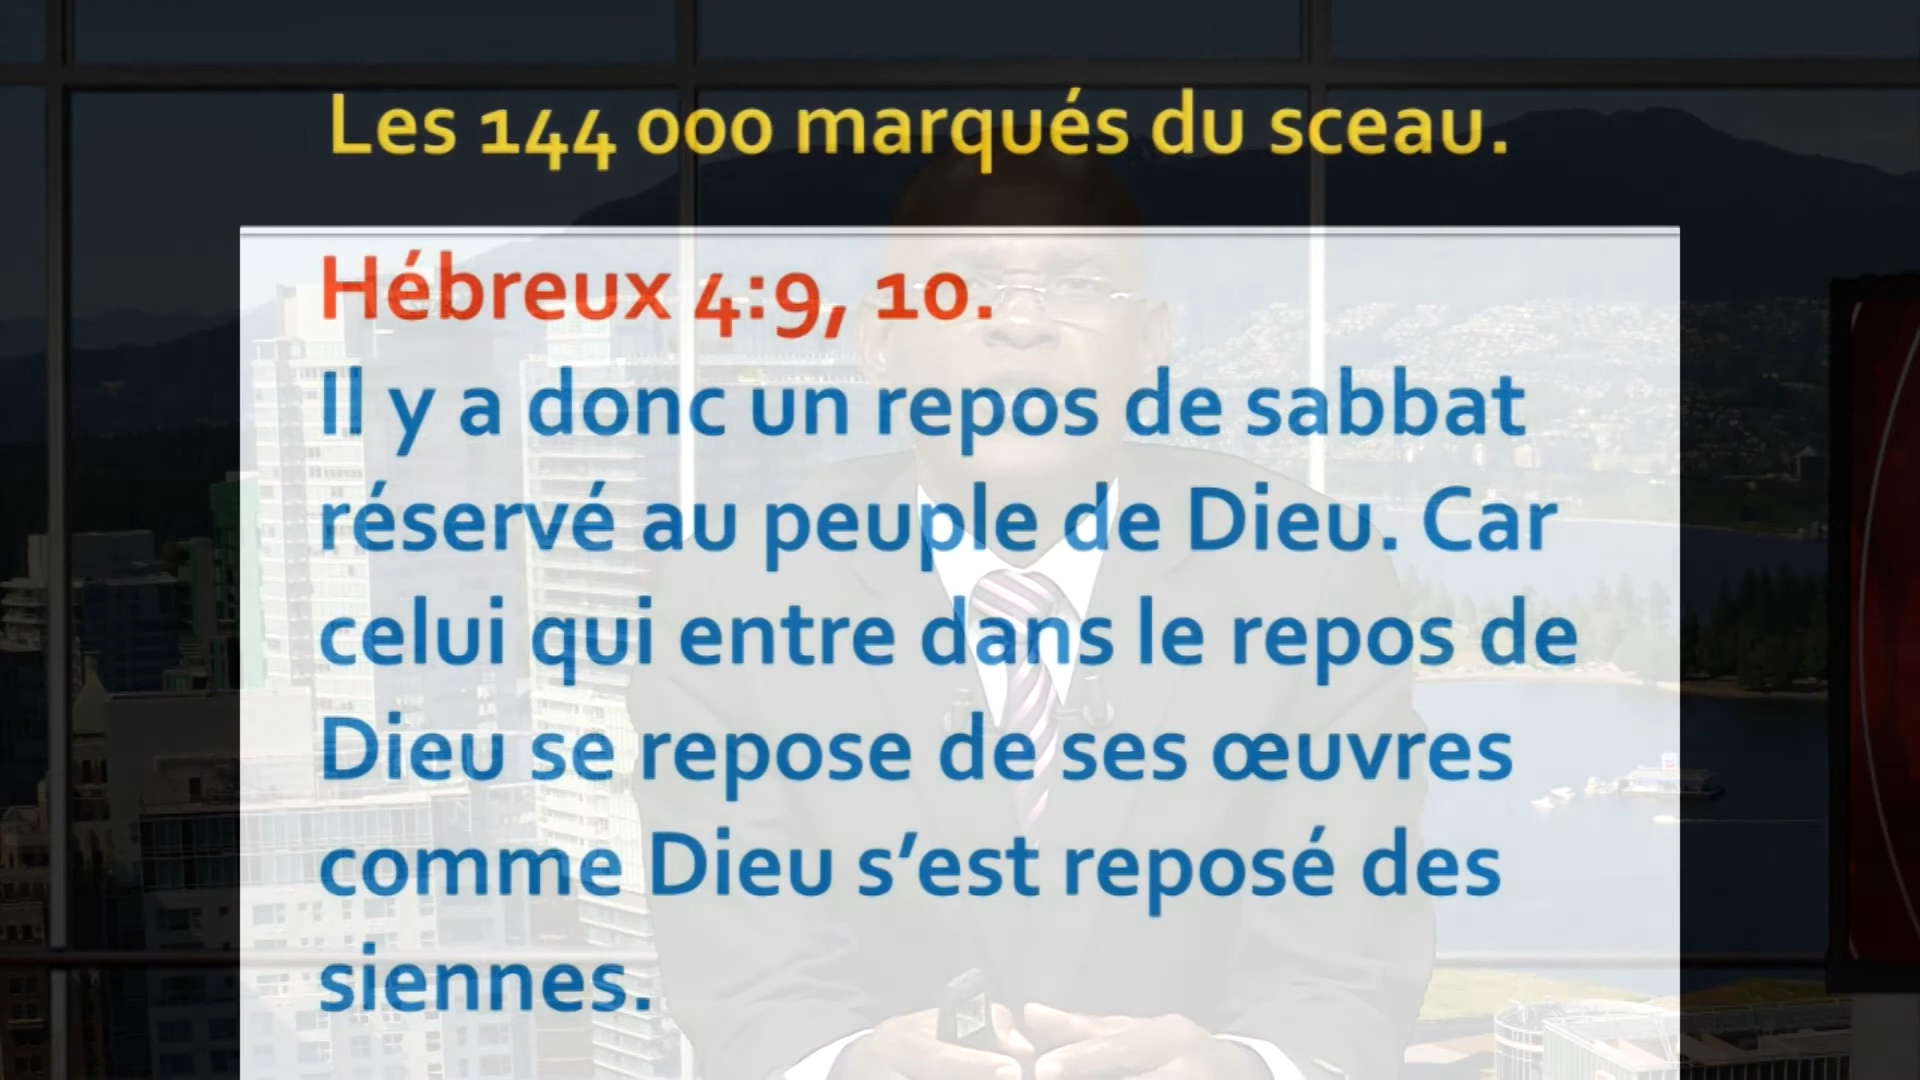 Les 144 000 marqués du sceau.
Hébreux 4:9, 10.
Il y a donc un repos de sabbat
réservé au peuple de Dieu. Car
celui qui entre dans le repos de
Dieu se repose de ses œuvres
comme Dieu s’est reposé des
siennes.